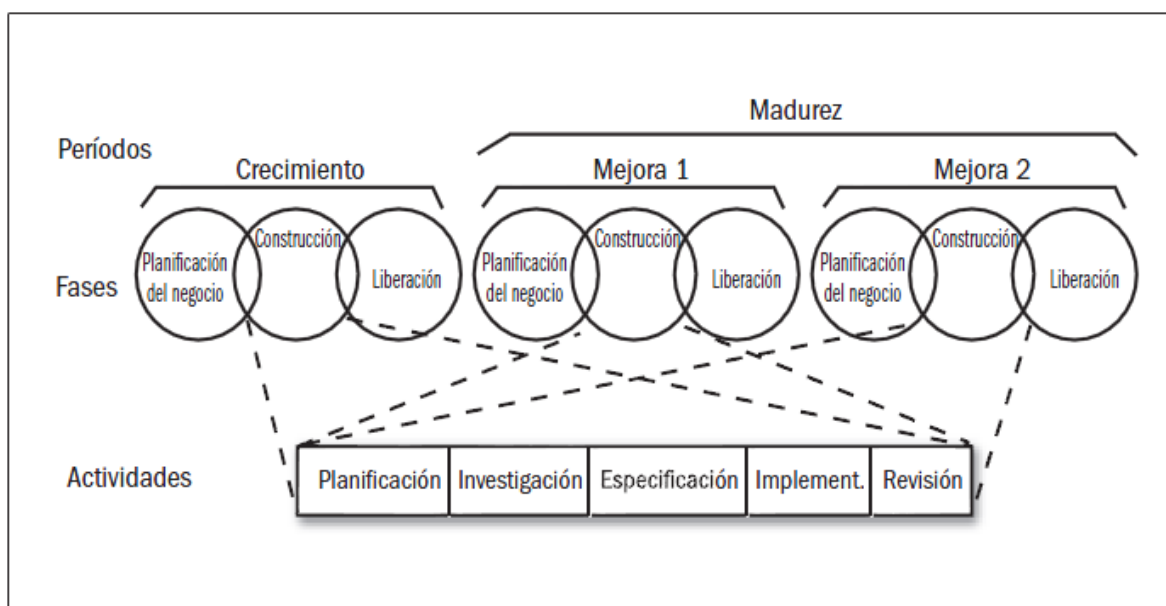 Madurez
Períodos
Crecimiento Mejora 1 Mejora 2
Fases
Planificación
del negocio
Construcción
Liberación
Planificación
del negocio
Construcción
Liberación
Planificación
del negocio
Construcción
Liberación
Actividades
Planificación Investigación Especificación Implement. Revisión